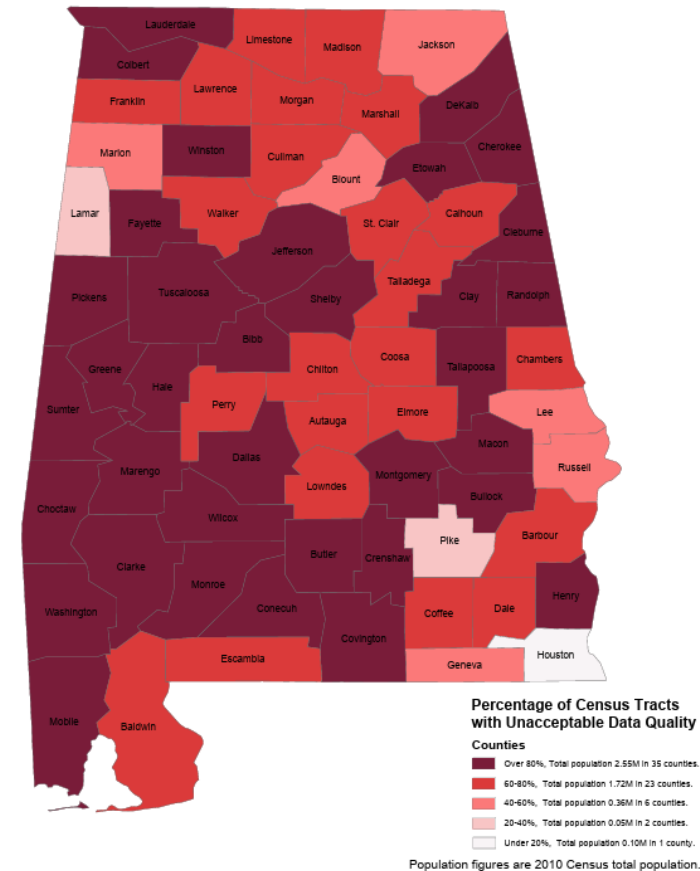 Lauderdale
Limestone
Madison
Jackson
Colbert
Lawrence
Morgan
Franklin
Marshall
DeKalb
Cherokee
Marion
Winston
Cullman
Blount
Etowah
Lamar
Fayette
Walker
St. Clair
Calhoun
Cleburne
Jefferson
Talladega
Pickens
Tuscaloosa
Shelby
Clay
Randolph
Bibb
Greene
Hale
Chilton
Coosa
Tallapoosa
Chambers
Sumter
Perry
Autauga
Elmore
Lee
Macon
Dallas
Marengo
Montgomery
Russell
Lowndes
Bullock
Choctaw
Wilcox
Pike
Barbour
Clarke
Butler
Crenshaw
Monroe
Henry
Washington
Conecuh
Coffee
Dale
Covington
Escambia
Geneva
Houston
Mobile
Baldwin
Percentage of Census Tracts
with Unacceptable Data Quality
Counties
Over 80%, Total population 2.55M in 35 counties.
60-80%, Total population 1.72M in 23 counties.
40-60%, Total population 0.36M in 6 counties.
20-40%, Total population 0.05M in 2 counties.
Under 20%, Total population 0.10M in 1 county.
Population figures are 2010 Census total population.